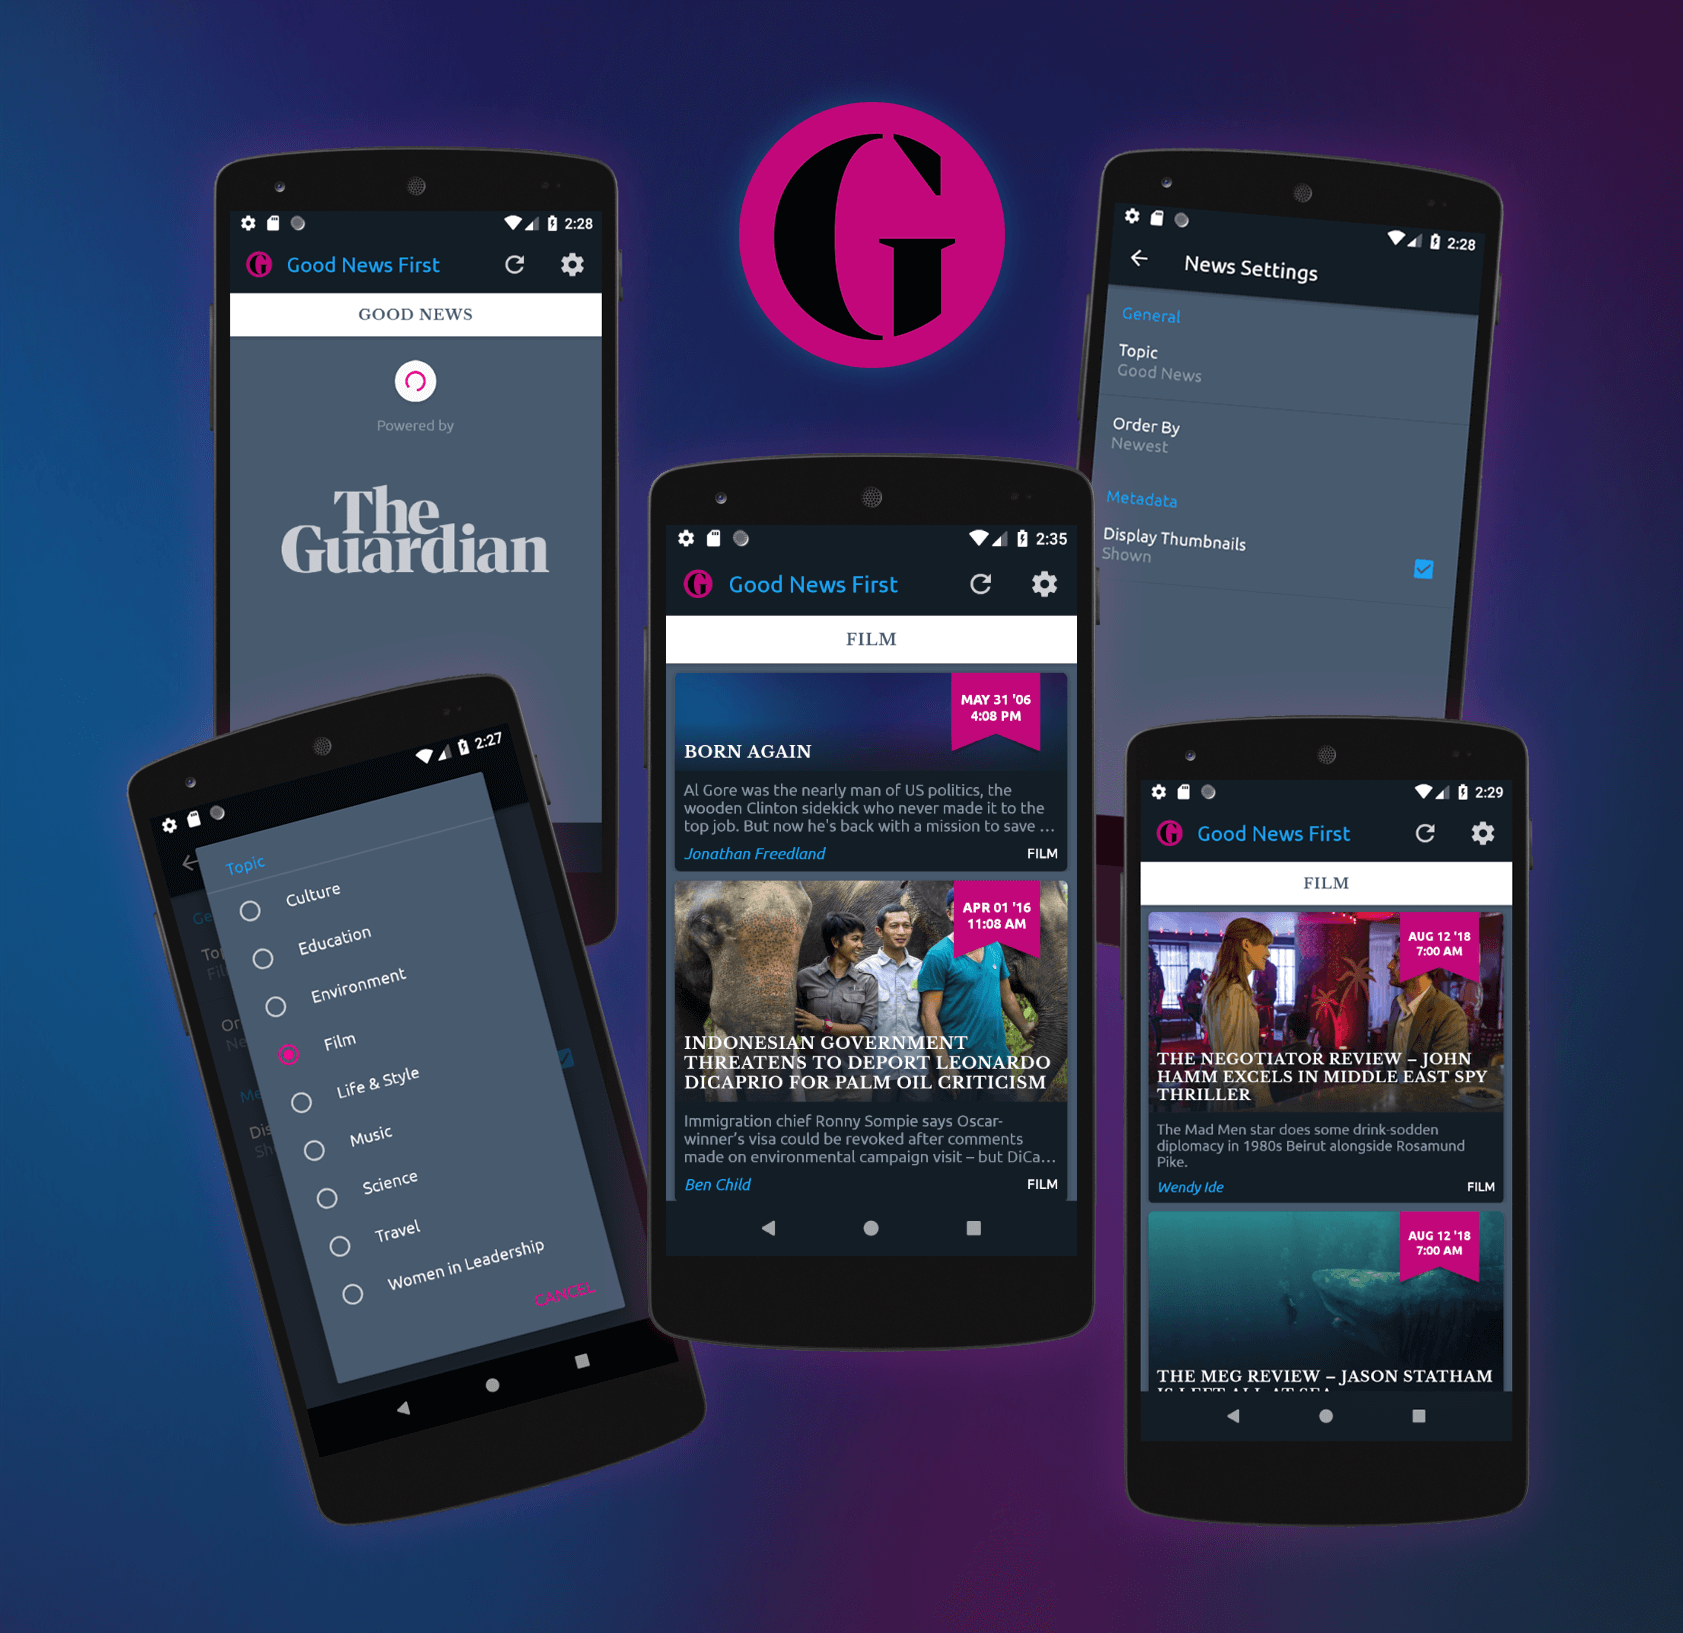 G
2:28
G Good News First
GOOD NEWS
Powered by
The
Guardian
2:28
News Settings
General
Topic
Good News
Order By
Newest
Metadata
Display Thumbnails
Shown
2:35
G Good News First
FILM
MAY 31 '06
4:08 PM
BORN AGAIN
Al Gore was the nearly man of US politics, the
wooden Clinton sidekick who never made it to the
top job. But now he's back with a mission to save ...
Jonathan Freedland FILM
APR 01 '16
11:08 AM
INDONESIAN GOVERNMENT
THREATENS TO DEPORT LEONARDO
DICAPRIO FOR PALM OIL CRITICISM
Immigration chief Ronny Sompie says Oscar-
winner’s visa could be revoked after comments
made on environmental campaign visit – but DiCa...
Ben Child FILM
2:27
Topic
Culture
Education
Environment
Film
Life & Style
Music
Science
Travel
Women in Leadership
CANCEL
2:29
G Good News First
FILM
AUG 12 '18
7:00 AM
THE NEGOTIATOR REVIEW – JOHN
HAMM EXCELS IN MIDDLE EAST SPY
THRILLER
The Mad Men star does some drink-sodden
diplomacy in 1980s Beirut alongside Rosamund
Pike.
Wendy Ide FILM
AUG 12 '18
7:00 AM
THE MEG REVIEW – JASON STATHAM
IS LEFT ALL AT SEA